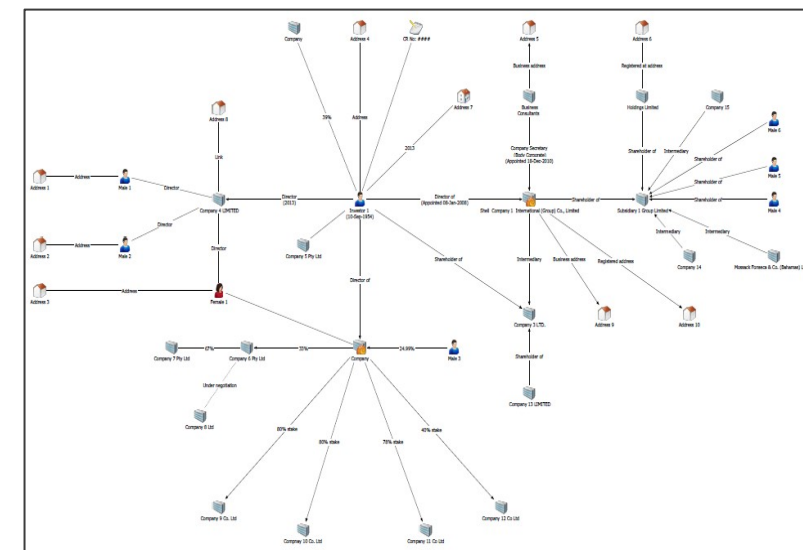 Company
Address 4
CR No: ####
Address 5
Address 6
Business address
Registered at address
Address 8
39%
Address
Address 7
Business
Consultants
Holdings Limited
Company 15
Link
2013
Company Secretary
(Body Corporate)
(Appointed 18-Dec-2010)
Shareholder of
Intermediary
Male 6
Shareholder of
Address 1
Address
Male 1
Director
Male 5
Shareholder of
Company 4 LIMITED
Director
(2013)
Investor 1
(10-Sep-1954)
Director of
(Appointed 08-Jan-2008)
Shell Company 1 International (Group) Co., Limited
Shareholder of
Subsidiary 1 Group Limited
Shareholder of
Male 4
Director
Address 2
Address
Male 2
Director
Company 5 Pty Ltd
Shareholder of
Intermediary
Intermediary
Company 14
Mossack Fonseca & Co. (Bahamas) L
Address 3
Address
Female 1
Director of
Intermediary
Business address
Registered address
Company 3 LTD.
Address 9
Address 10
Company 7 Pty Ltd
67%
Company 6 Pty Ltd
35%
Company
24.99%
Male 3
Shareholder of
Under negotiation
Company 8 Ltd
Company 13 LIMITED
80% stake
80% stake
78% stake
40% stake
Company 9 Co. Ltd
Compnay 10 Co. Ltd
Company 11 Co Ltd
Company 12 Co Ltd